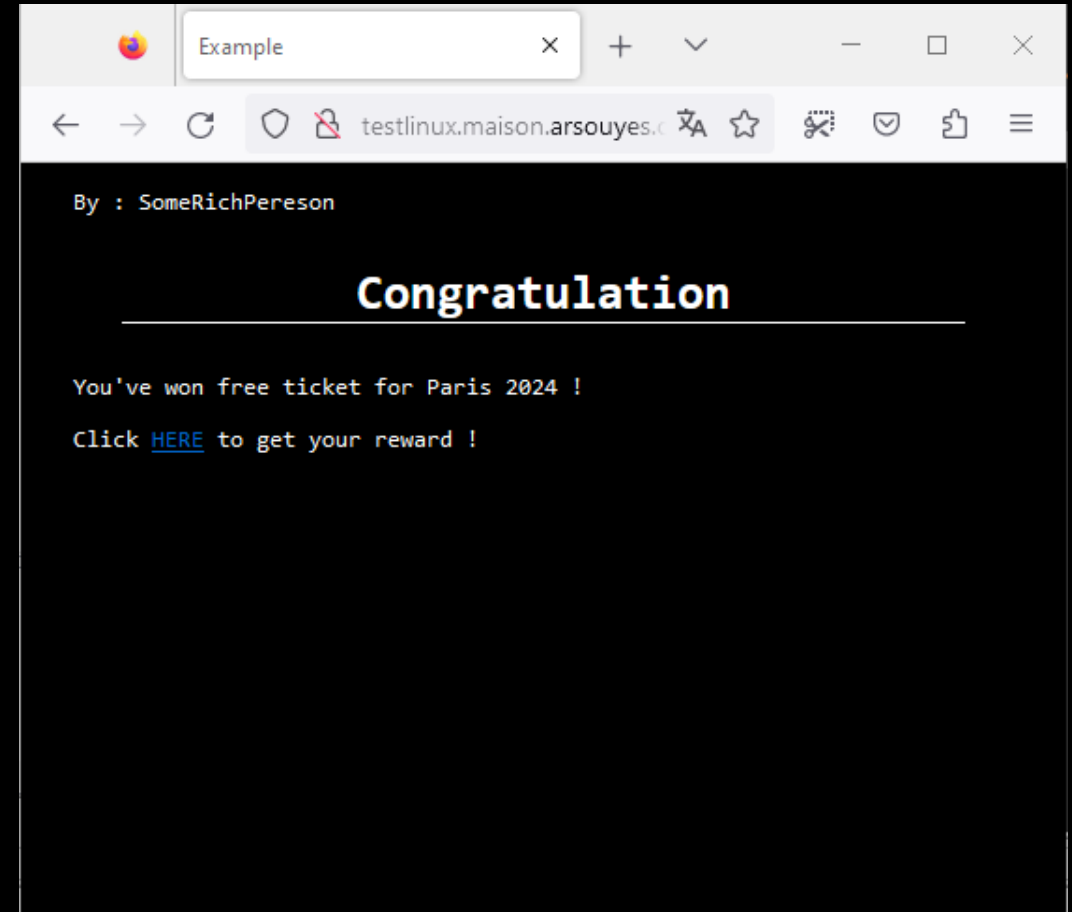 Example
testlinux.maison.arsouyes.
By : SomeRichPereson
Congratulation
You've won free ticket for Paris 2024 !
Click HERE to get your reward !